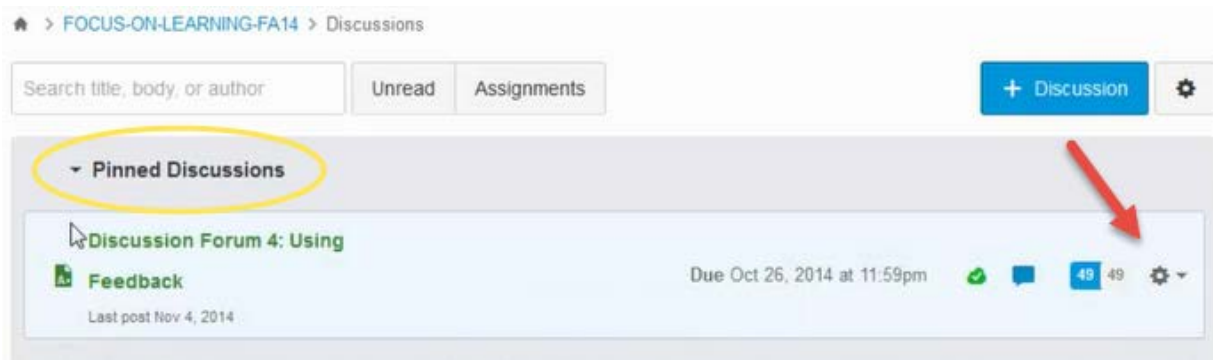 > FOCUS-ON-LEARNING-FA14 > Discussions
Search title, body, or author Unread Assignments + Discussion
Pinned Discussions
Discussion Forum 4: Using
Feedback
Due Oct 26, 2014 at 11:59pm 49 49
Last post Nov 4, 2014